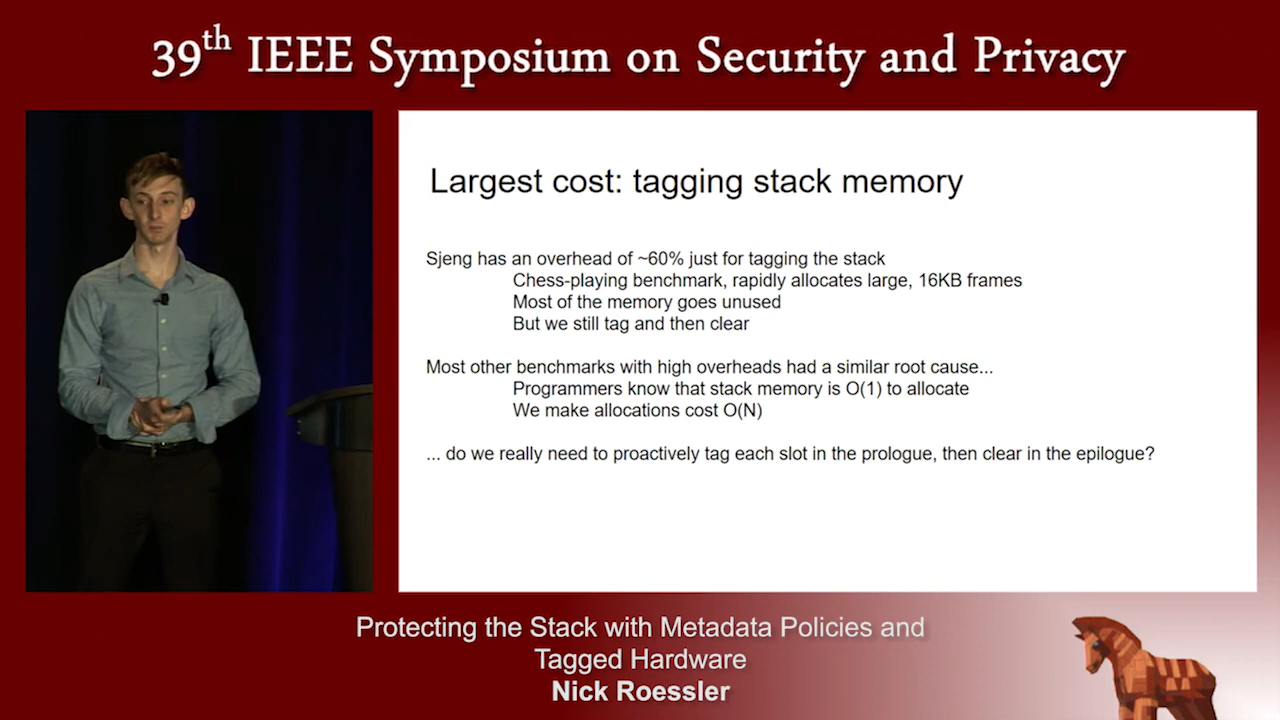 39th IEEE Symposium on Security and Privacy
Largest cost: tagging stack memory
Sjeng has an overhead of ~60% just for tagging the stack
Chess-playing benchmark, rapidly allocates large, 16KB frames
Most of the memory goes unused
But we still tag and then clear
Most other benchmarks with high overheads had a similar root cause...
Programmers know that stack memory is O(1) to allocate
We make allocations cost O(N)
... do we really need to proactively tag each slot in the prologue, then clear in the epilogue?
Protecting the Stack with Metadata Policies and
Tagged Hardware
Nick Roessler